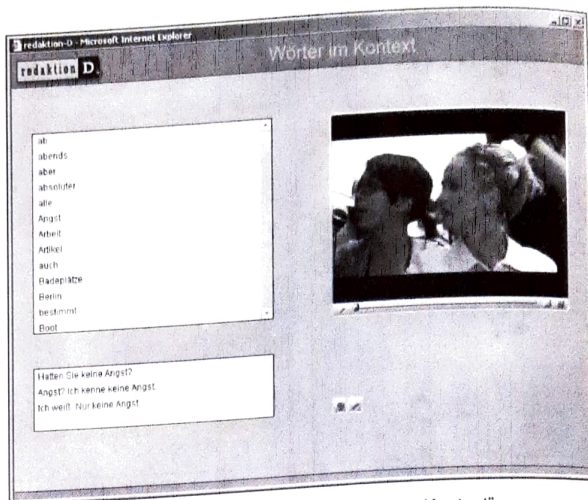 redaktion-D - Microsoft Internet Explorer
redaktion D
Wörter im Kontext
ab
abends
aber
absoluter
alle
Angst
Arbeit
Artikel
auch
Badeplätze
Berlin
bestimmt
Boot
Hatten Sie keine Angst?
Angst? Ich kenne keine Angst.
Ich weiß. Nur keine Angst.